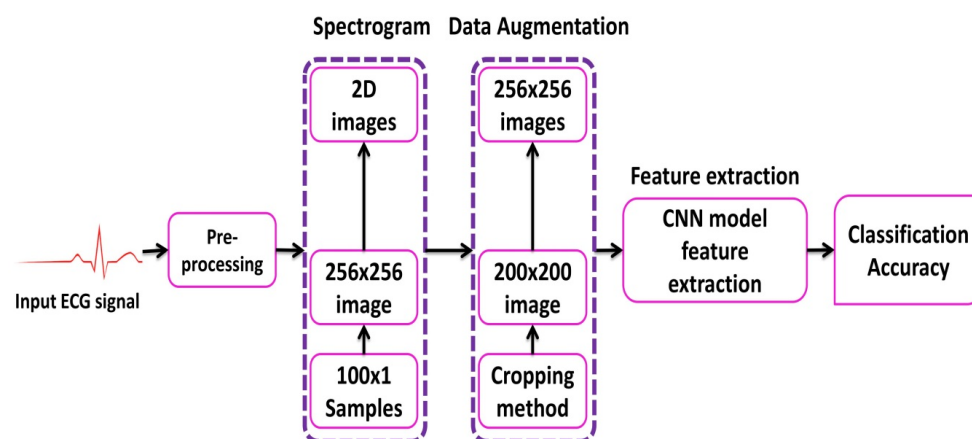 Spectrogram
Data Augmentation
2D
images
256x256
images
Feature extraction
Pre-
processing
256x256
image
200x200
image
CNN model
feature
extraction
Classification
Accuracy
Input ECG signal
100x1
Samples
Cropping
method